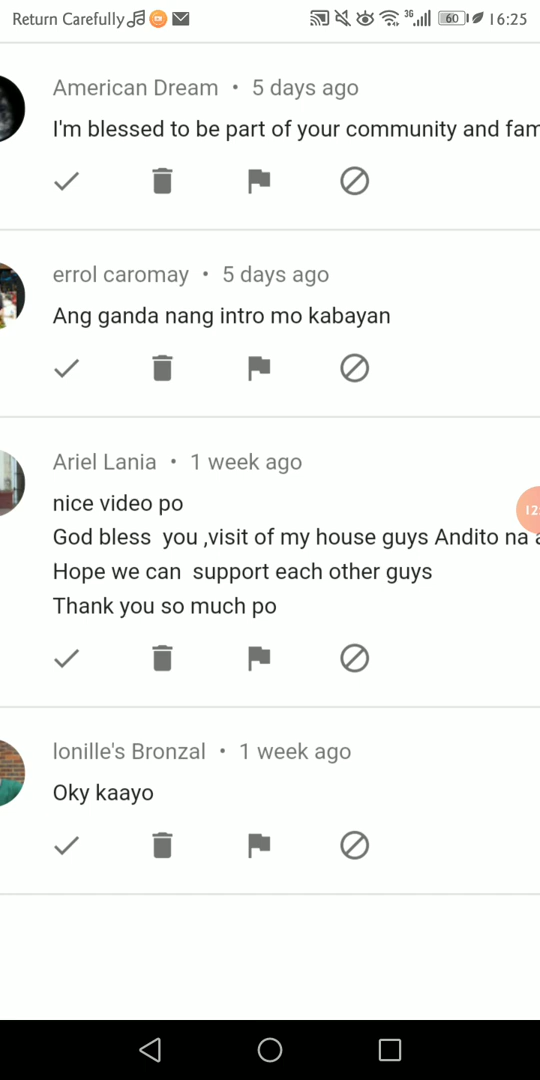 Return Carefully
3G
60
16:25
American Dream • 5 days ago
I'm blessed to be part of your community and fam
errol caromay • 5 days ago
Ang ganda nang intro mo kabayan
Ariel Lania • 1 week ago
nice video po
God bless  you ,visit of my house guys Andito na
Hope we can  support each other guys
Thank you so much po
12
lonille's Bronzal • 1 week ago
Oky kaayo